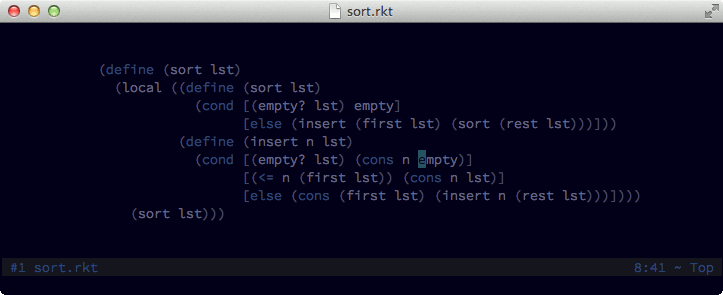 sort.rkt
(define (sort lst)
  (local ((define (sort lst)
            (cond [(empty? lst) empty]
                  [else (insert (first lst) (sort (rest lst)))]))
          (define (insert n lst)
            (cond [(empty? lst) (cons n empty)]
                  [(<= n (first lst)) (cons n lst)]
                  [else (cons (first lst) (insert n (rest lst)))])))
    (sort lst)))
#1 sort.rkt 8:41 ~ Top